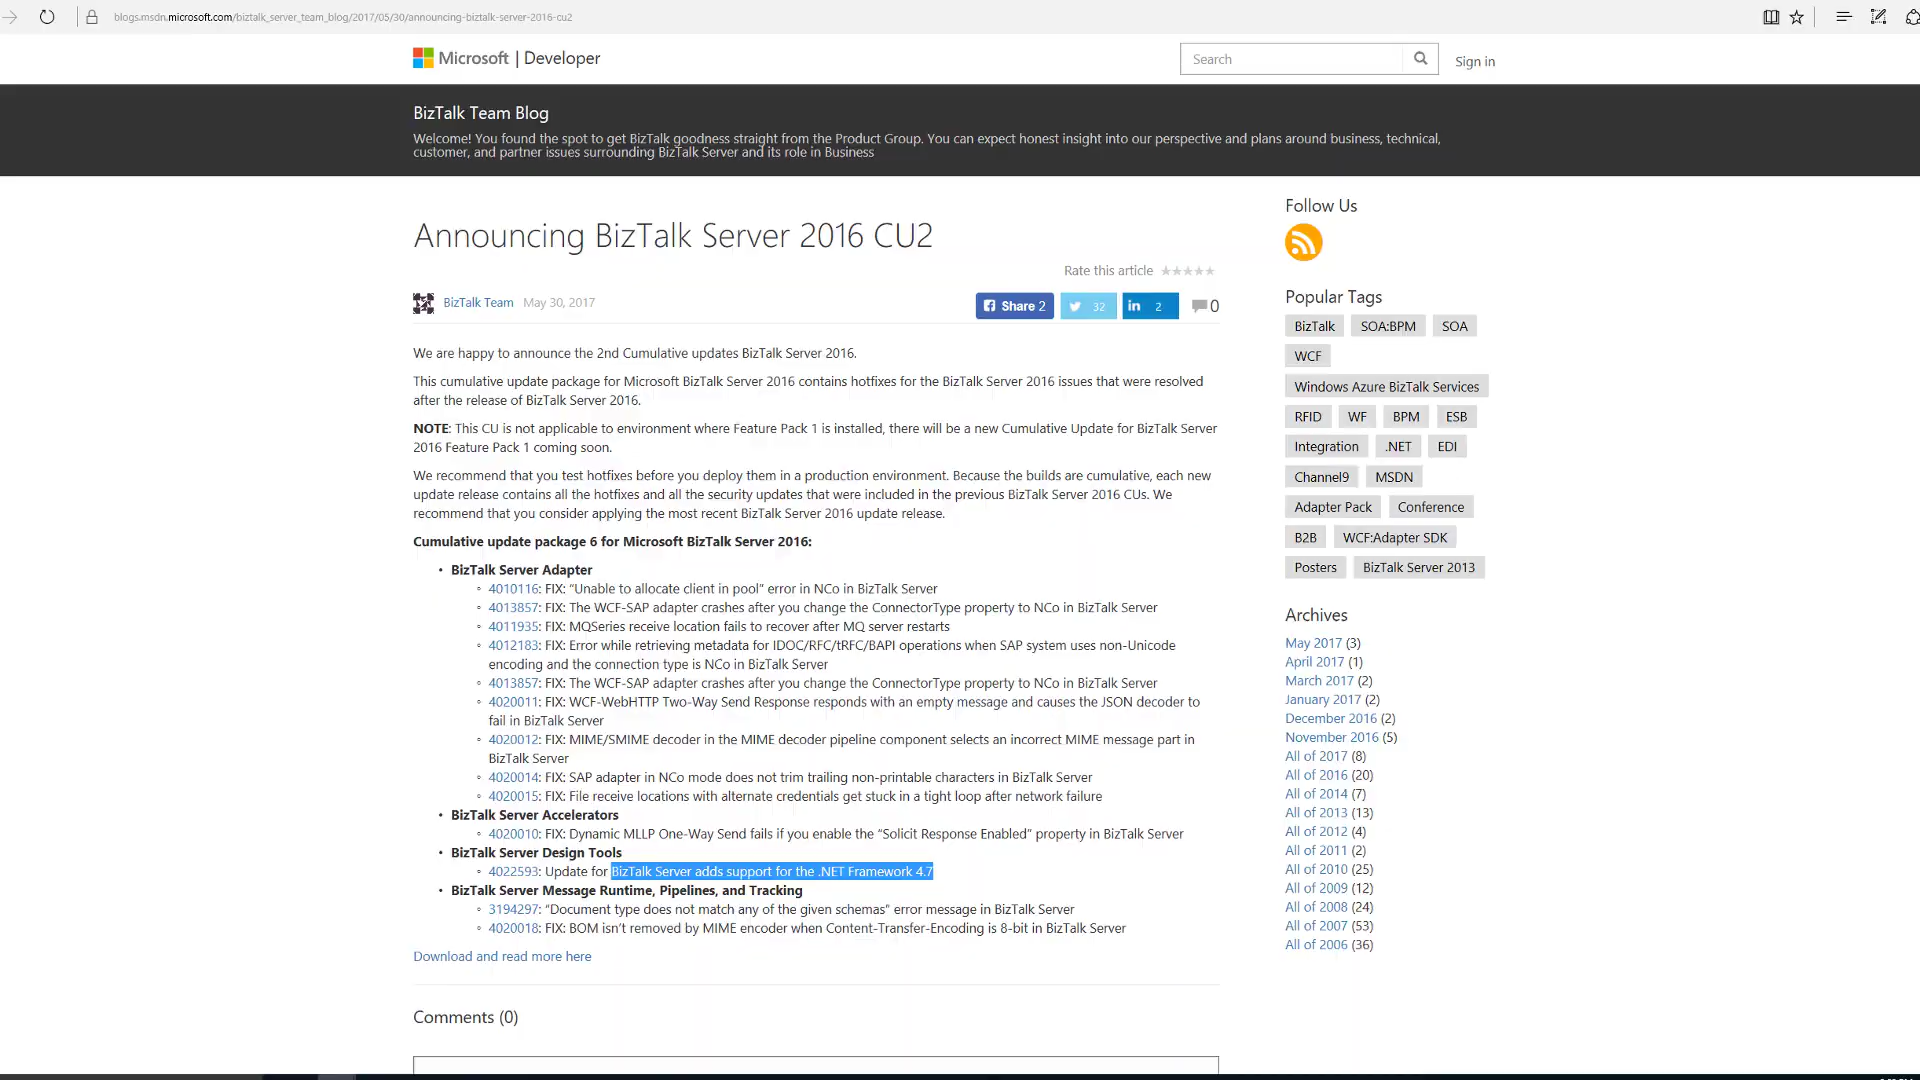 blogs.msdn.microsoft.com/biztalk_server_team_blog/2017/05/30/announcing-biztalk-server-2016-cu2
Microsoft | Developer
Search
Sign in
BizTalk Team Blog
Welcome! You found the spot to get BizTalk goodness straight from the Product Group. You can expect honest insight into our perspective and plans around business, technical,
customer, and partner issues surrounding BizTalk Server and its role in Business
Announcing BizTalk Server 2016 CU2
Rate this article
BizTalk Team May 30, 2017
Share 2
32
in 2
0
We are happy to announce the 2nd Cumulative updates BizTalk Server 2016.
This cumulative update package for Microsoft BizTalk Server 2016 contains hotfixes for the BizTalk Server 2016 issues that were resolved
after the release of BizTalk Server 2016.
NOTE: This CU is not applicable to environment where Feature Pack 1 is installed, there will be a new Cumulative Update for BizTalk Server
2016 Feature Pack 1 coming soon.
We recommend that you test hotfixes before you deploy them in a production environment. Because the builds are cumulative, each new
update release contains all the hotfixes and all the security updates that were included in the previous BizTalk Server 2016 CUs. We
recommend that you consider applying the most recent BizTalk Server 2016 update release.
Cumulative update package 6 for Microsoft BizTalk Server 2016:
• BizTalk Server Adapter
◦ 4010116: FIX: “Unable to allocate client in pool” error in NCo in BizTalk Server
◦ 4013857: FIX: The WCF-SAP adapter crashes after you change the ConnectorType property to NCo in BizTalk Server
◦ 4011935: FIX: MQSeries receive location fails to recover after MQ server restarts
◦ 4012183: FIX: Error while retrieving metadata for IDOC/RFC/tRFC/BAPI operations when SAP system uses non-Unicode
encoding and the connection type is NCo in BizTalk Server
◦ 4013857: FIX: The WCF-SAP adapter crashes after you change the ConnectorType property to NCo in BizTalk Server
◦ 4020011: FIX: WCF-WebHTTP Two-Way Send Response responds with an empty message and causes the JSON decoder to
fail in BizTalk Server
◦ 4020012: FIX: MIME/SMIME decoder in the MIME decoder pipeline component selects an incorrect MIME message part in
BizTalk Server
◦ 4020014: FIX: SAP adapter in NCo mode does not trim trailing non-printable characters in BizTalk Server
◦ 4020015: FIX: File receive locations with alternate credentials get stuck in a tight loop after network failure
• BizTalk Server Accelerators
◦ 4020010: FIX: Dynamic MLLP One-Way Send fails if you enable the “Solicit Response Enabled” property in BizTalk Server
• BizTalk Server Design Tools
◦ 4022593: Update for BizTalk Server adds support for the .NET Framework 4.7
• BizTalk Server Message Runtime, Pipelines, and Tracking
◦ 3194297: “Document type does not match any of the given schemas” error message in BizTalk Server
◦ 4020018: FIX: BOM isn’t removed by MIME encoder when Content-Transfer-Encoding is 8-bit in BizTalk Server
Download and read more here
Comments (0)
Follow Us
Popular Tags
BizTalk SOA:BPM SOA
WCF
Windows Azure BizTalk Services
RFID WF BPM ESB
Integration .NET EDI
Channel9 MSDN
Adapter Pack Conference
B2B WCF:Adapter SDK
Posters BizTalk Server 2013
Archives
May 2017 (3)
April 2017 (1)
March 2017 (2)
January 2017 (2)
December 2016 (2)
November 2016 (5)
All of 2017 (8)
All of 2016 (20)
All of 2014 (7)
All of 2013 (13)
All of 2012 (4)
All of 2011 (2)
All of 2010 (25)
All of 2009 (12)
All of 2008 (24)
All of 2007 (53)
All of 2006 (36)